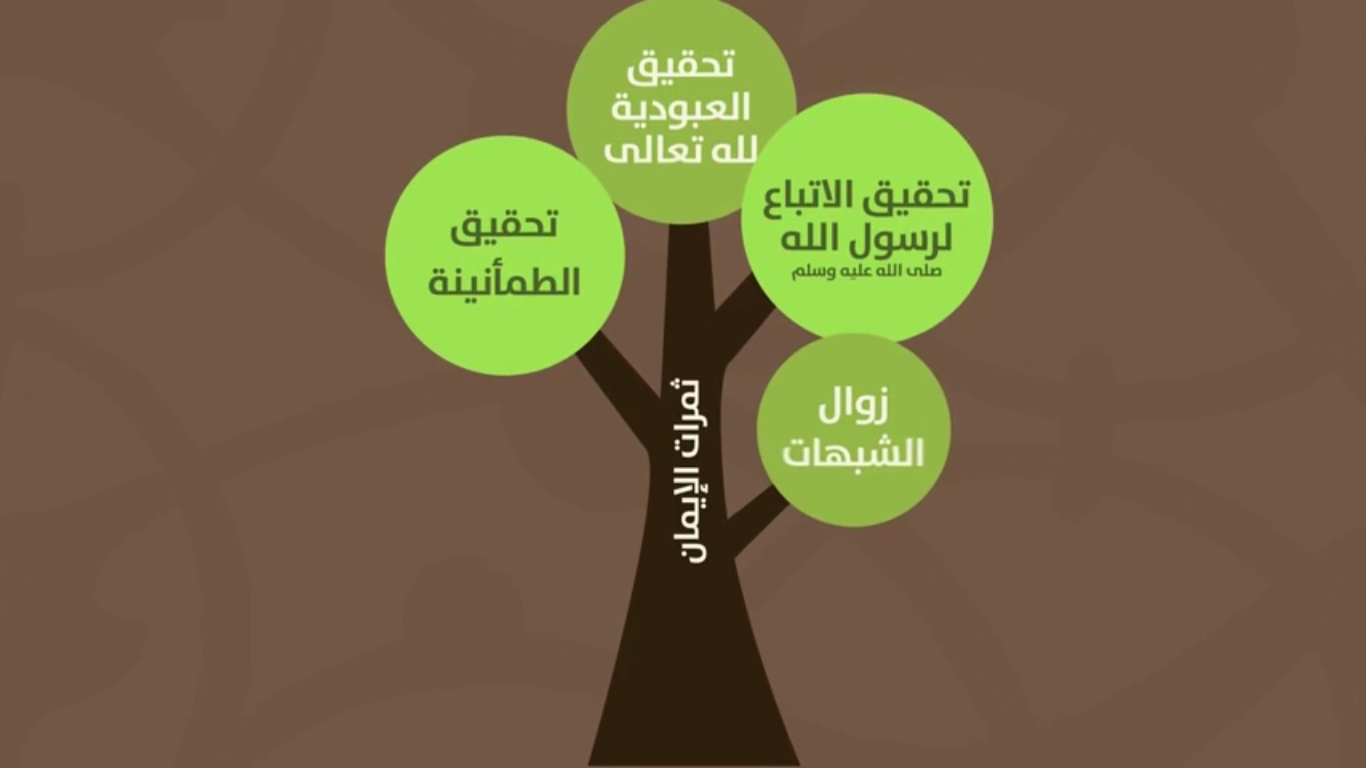 تحقيق
العبودية
لله تعالى
تحقيق الاتباع
لرسول الله
صلى الله عليه وسلم
تحقيق
الطمأنينة
زوال
الشبهات
ثمرات الإيمان